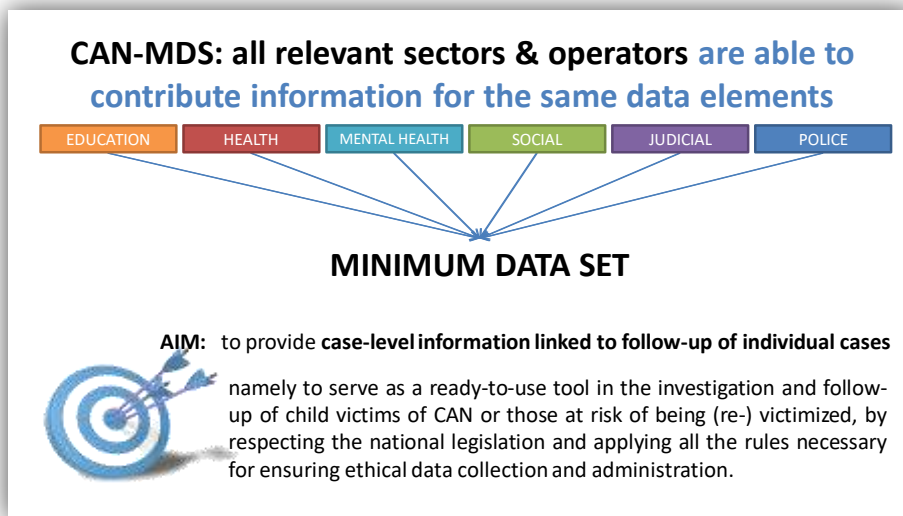 CAN-MDS: all relevant sectors & operators are able to
contribute information for the same data elements
EDUCATION HEALTH MENTAL HEALTH SOCIAL JUDICIAL POLICE
MINIMUM DATA SET
AIM: to provide case-level information linked to follow-up of individual cases
namely to serve as a ready-to-use tool in the investigation and follow-
up of child victims of CAN or those at risk of being (re-) victimized, by
respecting the national legislation and applying all the rules necessary
for ensuring ethical data collection and administration.